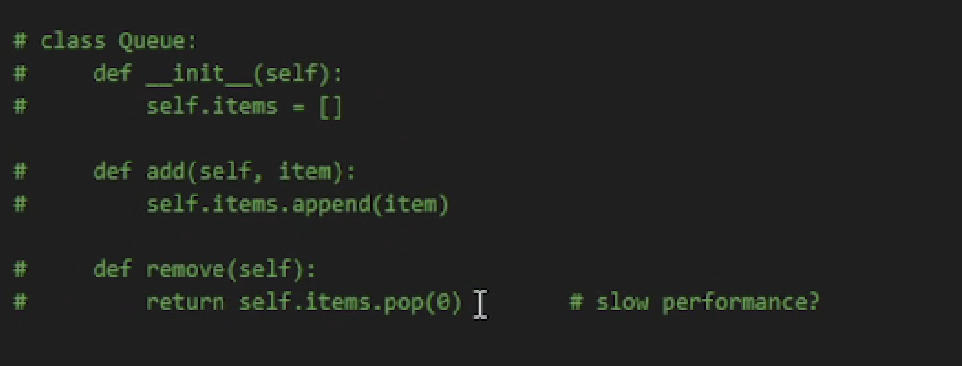 # class Queue:
#     def __init__(self):
#         self.items = []
#     def add(self, item):
#         self.items.append(item)
#     def remove(self):
#         return self.items.pop(0)        # slow performance?